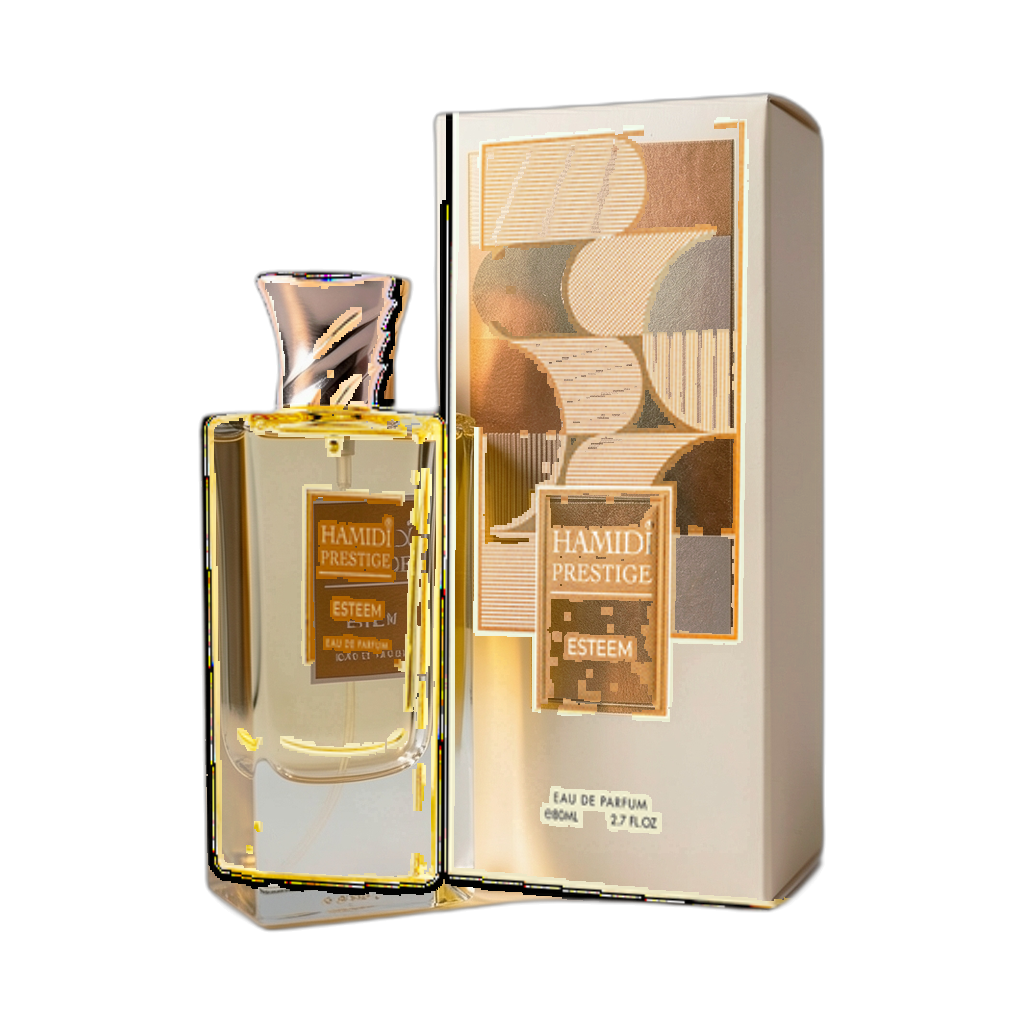 HAMIDI
PRESTIGE
ESTEEM
EAU DE PARFUM
HAMIDI
PRESTIGE
ESTEEM
EAU DE PARFUM
℮80ML 2.7 FL.OZ